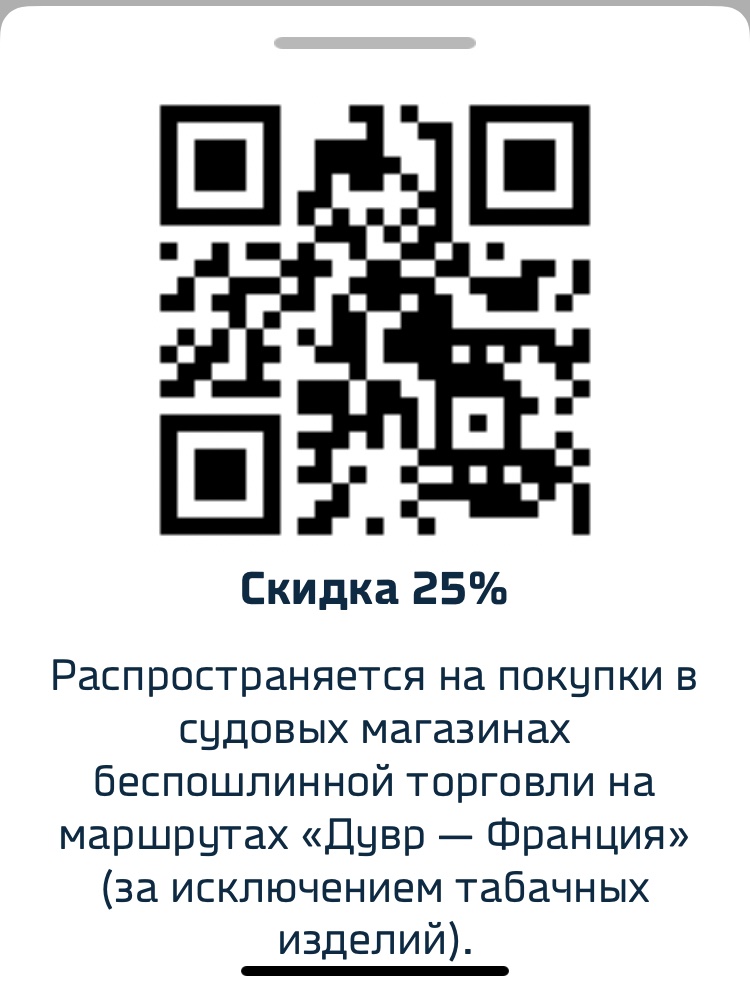 Скидка 25%
Распространяется на покупки в
судовых магазинах
беспошлинной торговли на
маршрутах «Дувр — Франция»
(за исключением табачных
изделий).